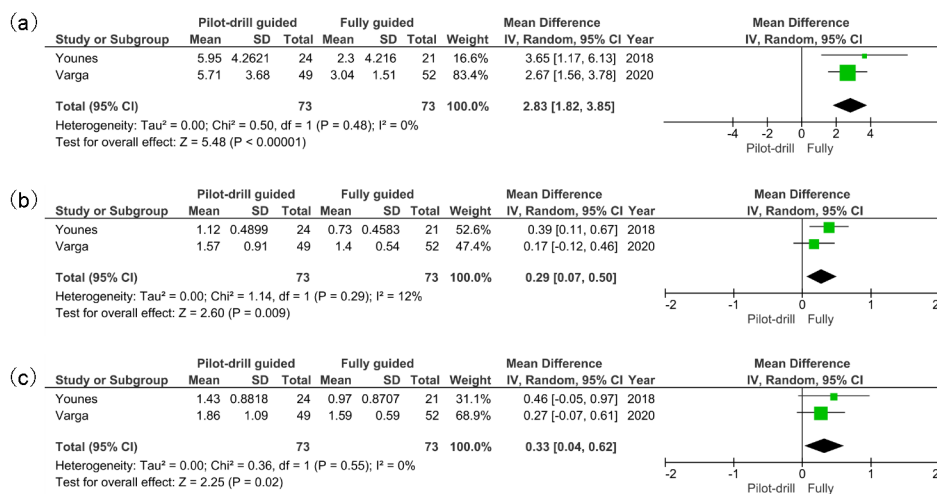 (a)
Pilot-drill guided Fully guided Mean Difference Mean Difference
Study or Subgroup Mean SD Total Mean SD Total Weight IV, Random, 95% CI Year IV, Random, 95% CI
Younes 5.95 4.2621 24 2.3 4.216 21 16.6% 3.65 [1.17, 6.13] 2018
Varga 5.71 3.68 49 3.04 1.51 52 83.4% 2.67 [1.56, 3.78] 2020
Total (95% CI) 73 73 100.0% 2.83 [1.82, 3.85]
Heterogeneity: Tau² = 0.00; Chi² = 0.50, df = 1 (P = 0.48); I² = 0%
Test for overall effect: Z = 5.48 (P < 0.00001)
-4 -2 0 2 4
Pilot-drill Fully
(b)
Pilot-drill guided Fully guided Mean Difference Mean Difference
Study or Subgroup Mean SD Total Mean SD Total Weight IV, Random, 95% CI Year IV, Random, 95% CI
Younes 1.12 0.4899 24 0.73 0.4583 21 52.6% 0.39 [0.11, 0.67] 2018
Varga 1.57 0.91 49 1.4 0.54 52 47.4% 0.17 [-0.12, 0.46] 2020
Total (95% CI) 73 73 100.0% 0.29 [0.07, 0.50]
Heterogeneity: Tau² = 0.00; Chi² = 1.14, df = 1 (P = 0.29); I² = 12%
Test for overall effect: Z = 2.60 (P = 0.009)
-2 -1 0 1 2
Pilot-drill Fully
(c)
Pilot-drill guided Fully guided Mean Difference Mean Difference
Study or Subgroup Mean SD Total Mean SD Total Weight IV, Random, 95% CI Year IV, Random, 95% CI
Younes 1.43 0.8818 24 0.97 0.8707 21 31.1% 0.46 [-0.05, 0.97] 2018
Varga 1.86 1.09 49 1.59 0.59 52 68.9% 0.27 [-0.07, 0.61] 2020
Total (95% CI) 73 73 100.0% 0.33 [0.04, 0.62]
Heterogeneity: Tau² = 0.00; Chi² = 0.36, df = 1 (P = 0.55); I² = 0%
Test for overall effect: Z = 2.25 (P = 0.02)
-2 -1 0 1 2
Pilot-drill Fully